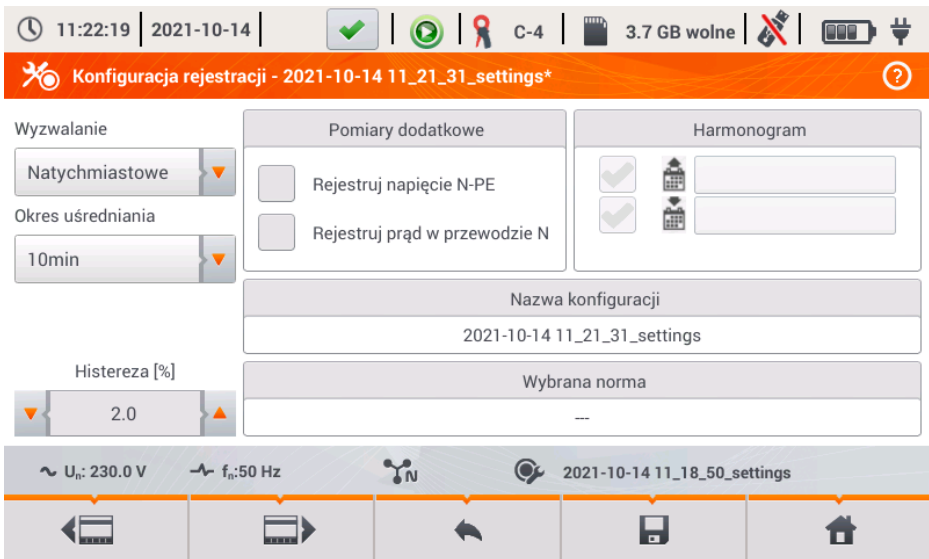 11:22:19 2021-10-14 C-4 3.7 GB wolne
Konfiguracja rejestracji - 2021-10-14 11_21_31_settings*
Wyzwalanie
Natychmiastowe
Okres uśredniania
10min
Histereza [%]
2.0
Pomiary dodatkowe
Rejestruj napięcie N-PE
Rejestruj prąd w przewodzie N
Harmonogram
Nazwa konfiguracji
2021-10-14 11_21_31_settings
Wybrana norma
---
Un: 230.0 V fn:50 Hz N 2021-10-14 11_18_50_settings